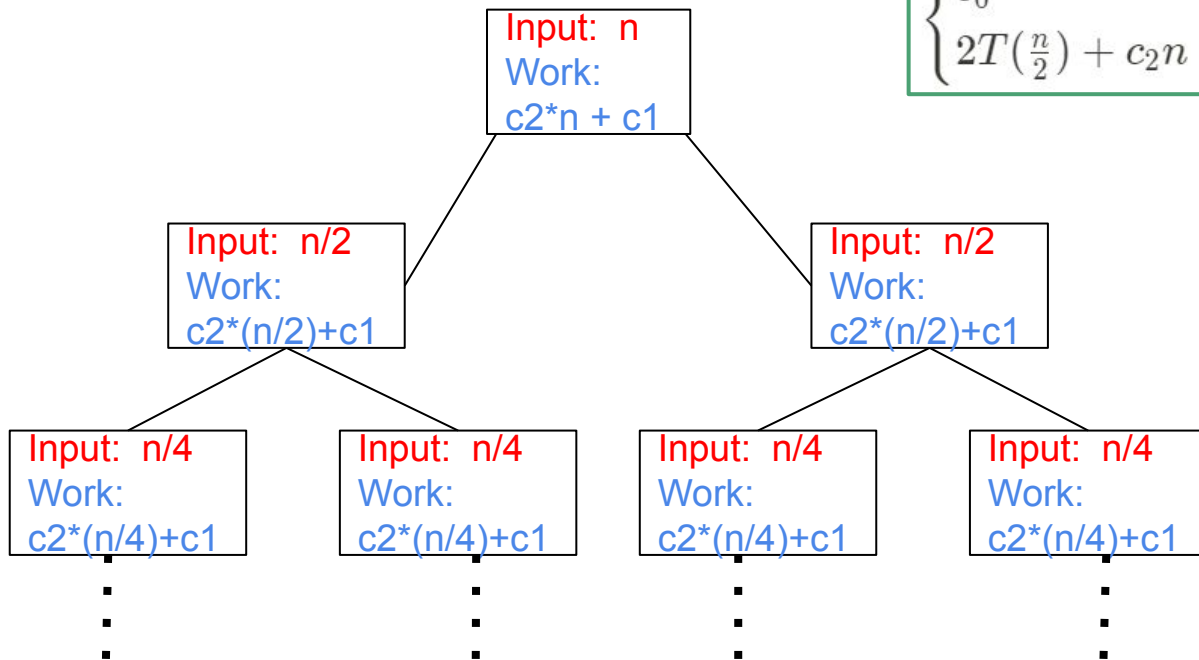 Input: n
Work:
c2*n + c1
2T(n/2) + c₂n
Input: n/2
Work:
c2*(n/2)+c1
Input: n/2
Work:
c2*(n/2)+c1
Input: n/4
Work:
c2*(n/4)+c1
Input: n/4
Work:
c2*(n/4)+c1
Input: n/4
Work:
c2*(n/4)+c1
Input: n/4
Work:
c2*(n/4)+c1